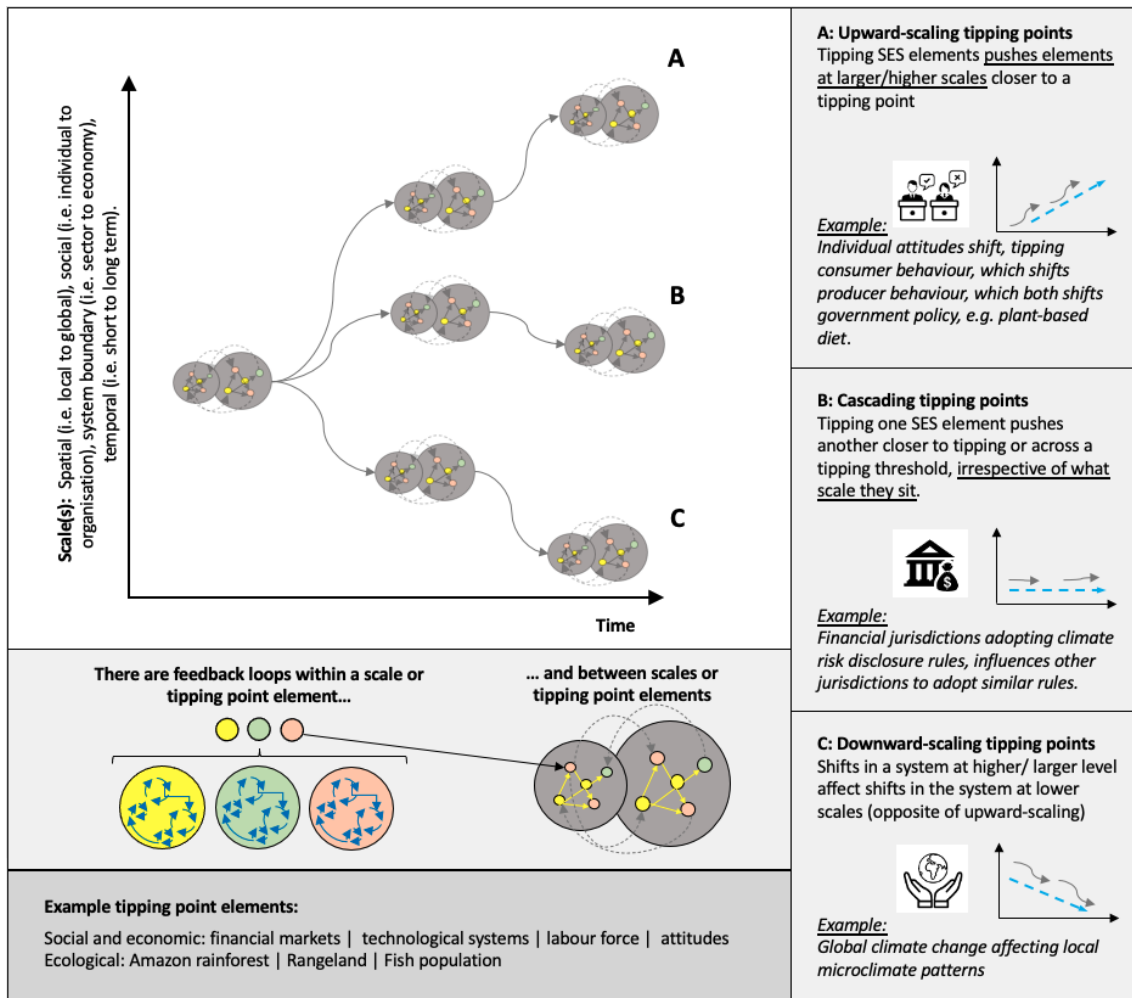 A
B
C
Scale(s): Spatial (i.e. local to global), social (i.e. individual to
organisation), system boundary (i.e. sector to economy),
temporal (i.e. short to long term).
Time
There are feedback loops within a scale or
tipping point element...
... and between scales or
tipping point elements
Example tipping point elements:
Social and economic: financial markets | technological systems | labour force | attitudes
Ecological: Amazon rainforest | Rangeland | Fish population
A: Upward-scaling tipping points
Tipping SES elements pushes elements
at larger/higher scales closer to a
tipping point
Example:
Individual attitudes shift, tipping
consumer behaviour, which shifts
producer behaviour, which both shifts
government policy, e.g. plant-based
diet.
B: Cascading tipping points
Tipping one SES element pushes
another closer to tipping or across a
tipping threshold, irrespective of what
scale they sit.
$
Example:
Financial jurisdictions adopting climate
risk disclosure rules, influences other
jurisdictions to adopt similar rules.
C: Downward-scaling tipping points
Shifts in a system at higher/ larger level
affect shifts in the system at lower
scales (opposite of upward-scaling)
Example:
Global climate change affecting local
microclimate patterns